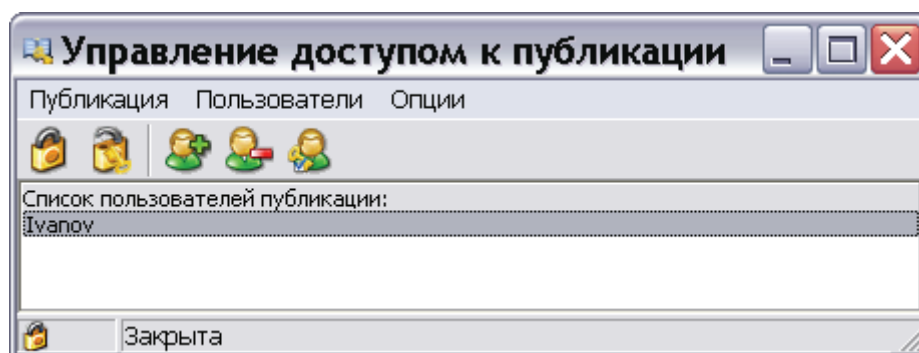 Управление доступом к публикации
Публикация Пользователи Опции
Список пользователей публикации:
Ivanov
Закрыта